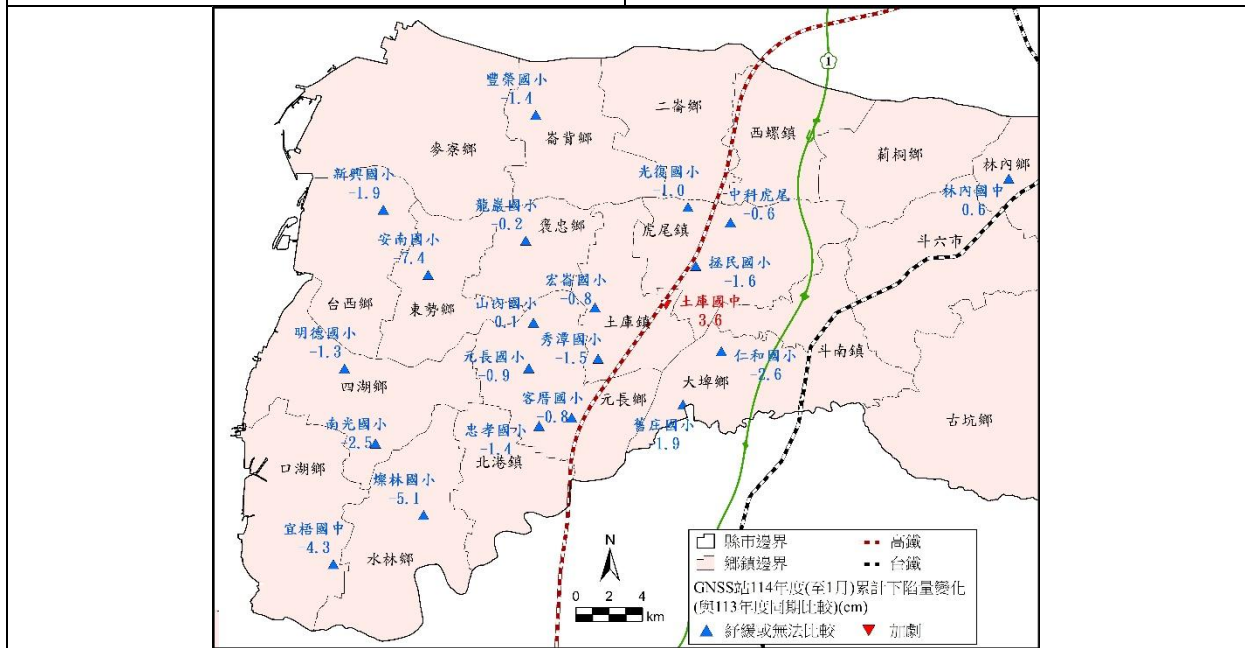 豐榮國小
-1.4
二崙鄉
崙背鄉
西螺鎮
麥寮鄉
莿桐鄉
林內鄉
新興國小
-1.9
光復國小
-1.0
中科虎尾
-0.6
林內國中
0.6
龍巖國小
-0.2
褒忠鄉
虎尾鎮
斗六市
安南國小
-7.4
拯民國小
-1.6
宏崙國小
-0.8
台西鄉
東勢鄉
山內國小
0.1
土庫鎮
土庫國中
3.6
明德國小
-1.3
秀潭國小
-1.5
元長國小
-0.9
仁和國小
-2.6
斗南鎮
四湖鄉
大埤鄉
元長鄉
客厝國小
-0.8
古坑鄉
南光國小
-2.5
忠孝國小
-1.4
舊庄國小
-1.9
北港鎮
口湖鄉
燦林國小
-5.1
宜梧國中
-4.3
水林鄉
1
N
0 2 4
km
縣市邊界
高鐵
鄉鎮邊界
台鐵
GNSS站114年度(至1月)累計下陷量變化
(與113年度同期比較)(cm)
紓緩或無法比較
加劇